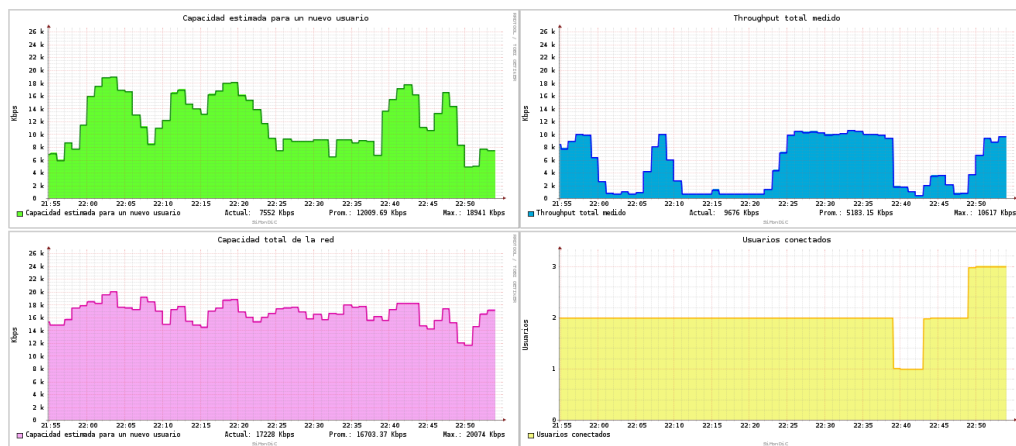 Capacidad estimada para un nuevo usuario
Kbps
26 k
24 k
22 k
20 k
18 k
16 k
14 k
12 k
10 k
8 k
6 k
4 k
2 k
0
21:55 22:00 22:05 22:10 22:15 22:20 22:25 22:30 22:35 22:40 22:45 22:50
Capacidad estimada para un nuevo usuario Actual: 7552 Kbps Prom.: 12009.69 Kbps Max.: 18941 Kbps
Throughput total medido
Kbps
26 k
24 k
22 k
20 k
18 k
16 k
14 k
12 k
10 k
8 k
6 k
4 k
2 k
0
21:55 22:00 22:05 22:10 22:15 22:20 22:25 22:30 22:35 22:40 22:45 22:50
Throughput total medido Actual: 9676 Kbps Prom.: 5183.15 Kbps Max.: 10617 Kbps
Capacidad total de la red
Kbps
26 k
24 k
22 k
20 k
18 k
16 k
14 k
12 k
10 k
8 k
6 k
4 k
2 k
0
21:55 22:00 22:05 22:10 22:15 22:20 22:25 22:30 22:35 22:40 22:45 22:50
Capacidad estimada para un nuevo usuario Actual: 17228 Kbps Prom.: 16703.37 Kbps Max.: 20074 Kbps
Usuarios conectados
Usuarios
3
2
1
0
21:55 22:00 22:05 22:10 22:15 22:20 22:25 22:30 22:35 22:40 22:45 22:50
Usuarios conectados